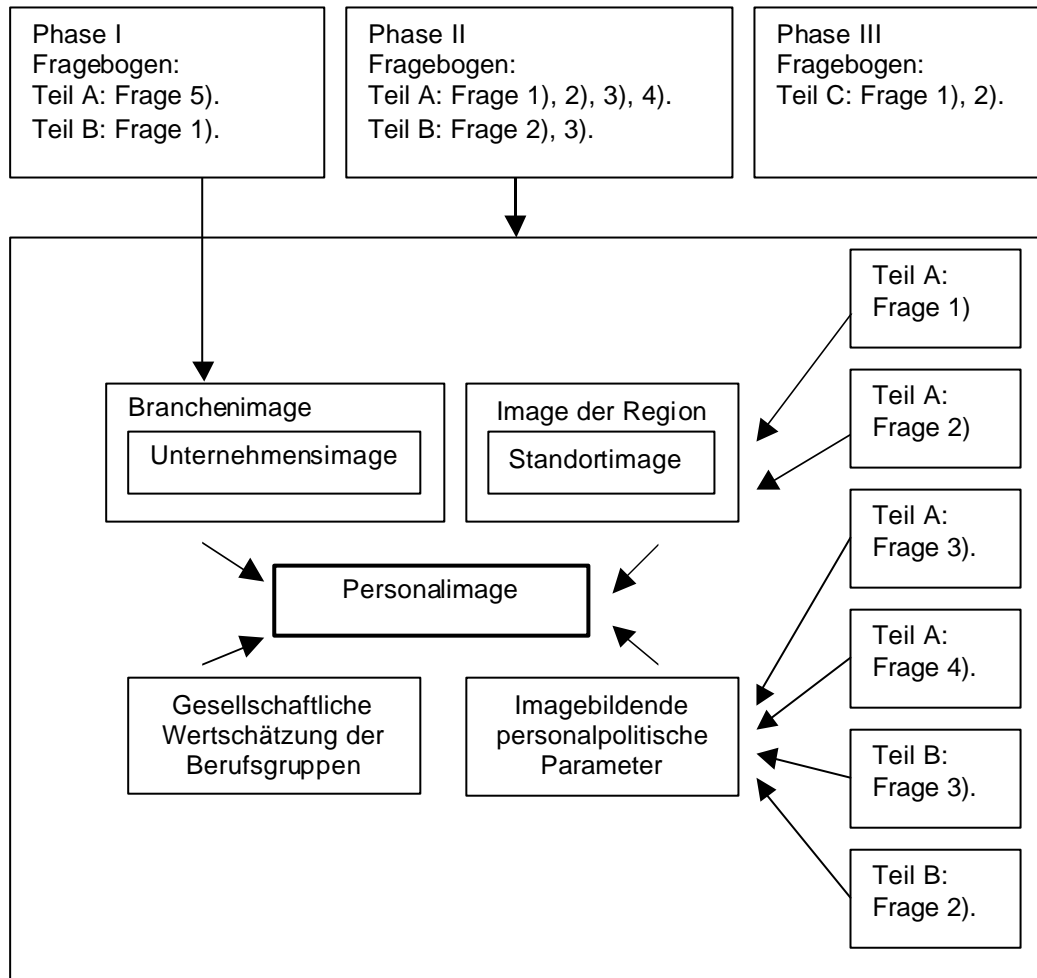 Phase I
Fragebogen:
Teil A: Frage 5).
Teil B: Frage 1).
Phase II
Fragebogen:
Teil A: Frage 1), 2), 3), 4).
Teil B: Frage 2), 3).
Phase III
Fragebogen:
Teil C: Frage 1), 2).
Branchenimage
Unternehmensimage
Image der Region
Standortimage
Personalimage
Gesellschaftliche
Wertschätzung der
Berufsgruppen
Imagebildende
personalpolitische
Parameter
Teil A:
Frage 1)
Teil A:
Frage 2)
Teil A:
Frage 3).
Teil A:
Frage 4).
Teil B:
Frage 3).
Teil B:
Frage 2).